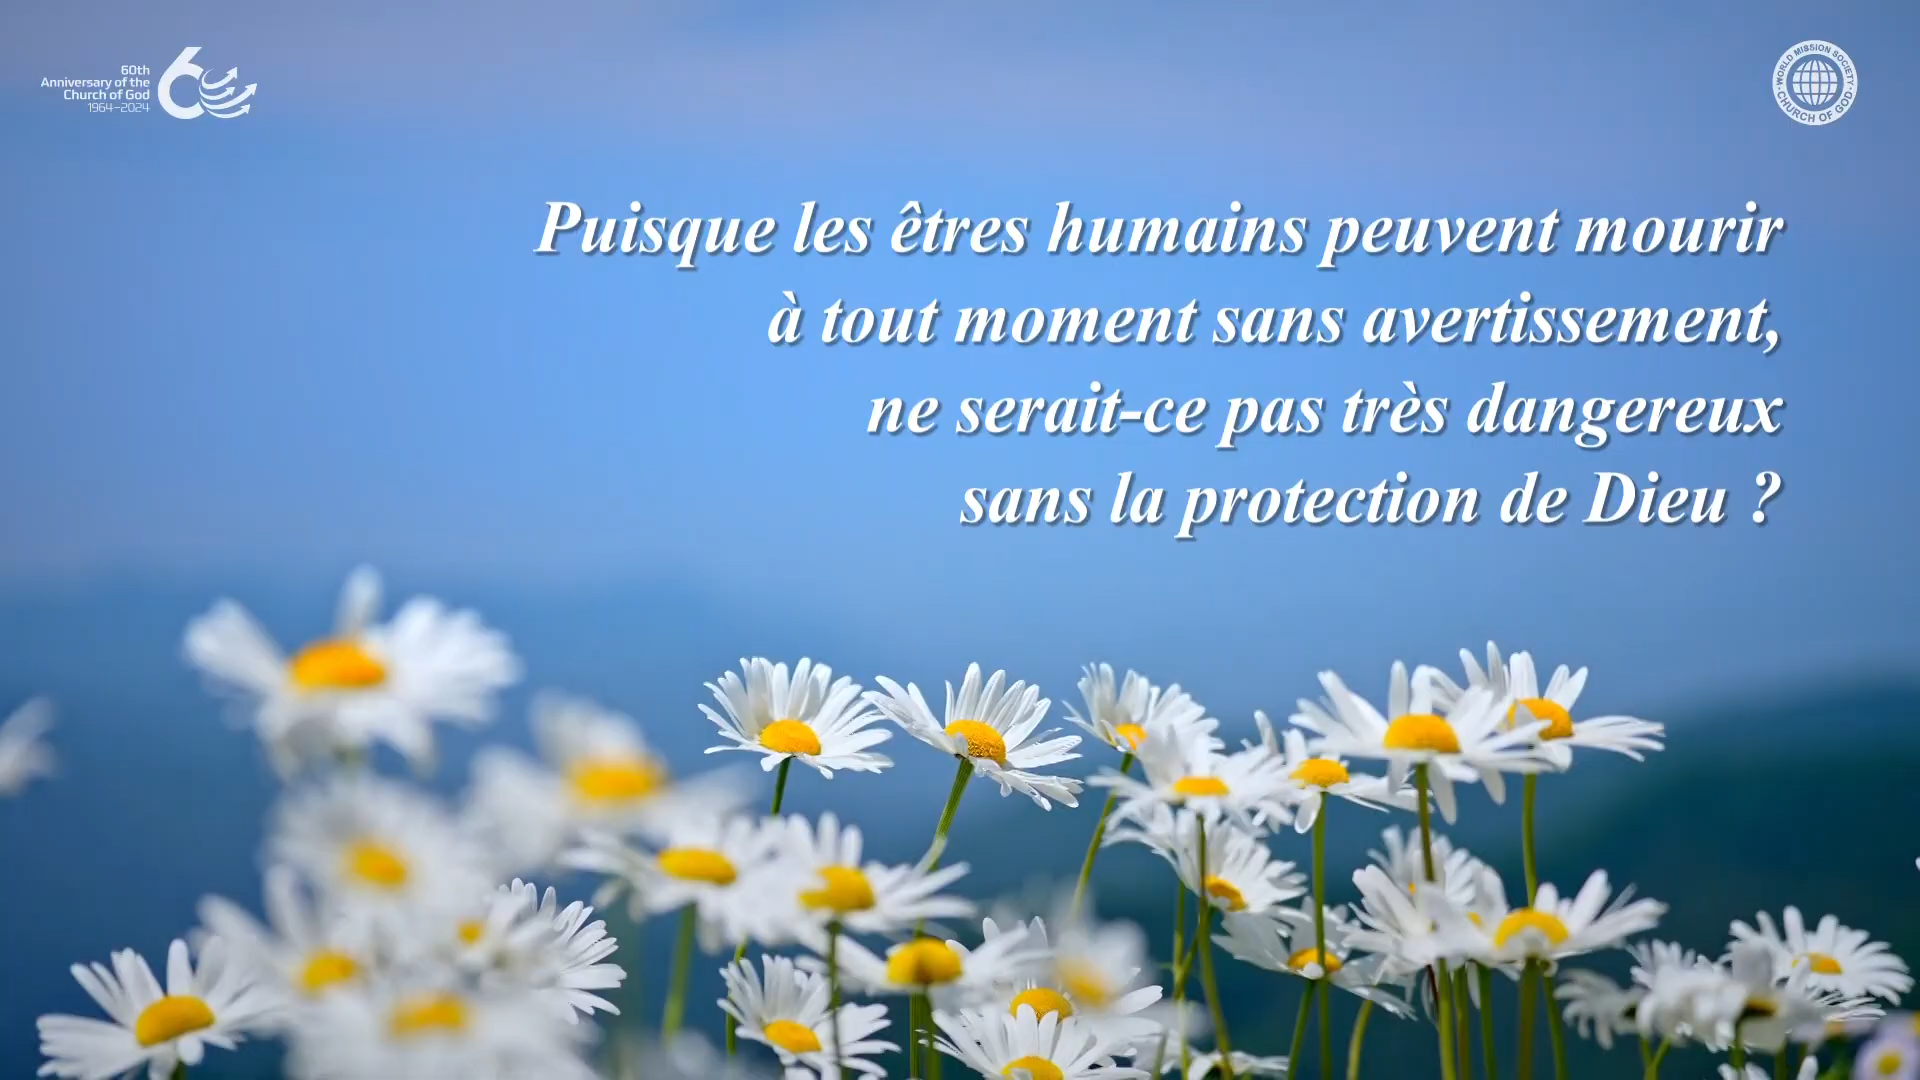 60th
Anniversary of the
Church of God
1964–2024
WORLD MISSION SOCIETY
CHURCH OF GOD
Puisque les êtres humains peuvent mourir
à tout moment sans avertissement,
ne serait-ce pas très dangereux
sans la protection de Dieu ?